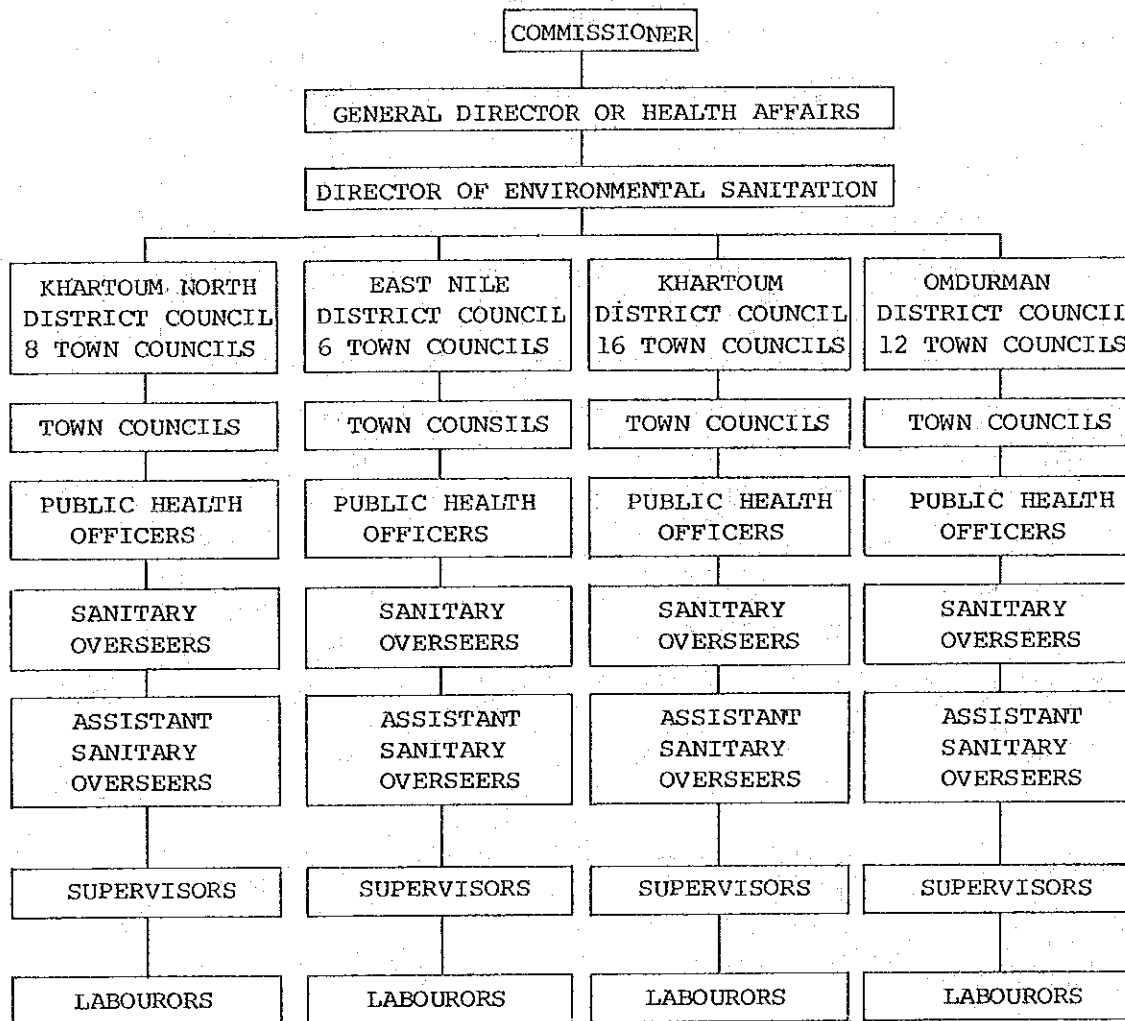 COMMISSIONER
GENERAL DIRECTOR OR HEALTH AFFAIRS
DIRECTOR OF ENVIRONMENTAL SANITATION
KHARTOUM NORTH
DISTRICT COUNCIL
8 TOWN COUNCILS
EAST NILE
DISTRICT COUNCIL
6 TOWN COUNCILS
KHARTOUM
DISTRICT COUNCIL
16 TOWN COUNCILS
OMDURMAN
DISTRICT COUNCIL
12 TOWN COUNCILS
TOWN COUNCILS
TOWN COUNSILS
TOWN COUNCILS
TOWN COUNCILS
PUBLIC HEALTH
OFFICERS
PUBLIC HEALTH
OFFICERS
PUBLIC HEALTH
OFFICERS
PUBLIC HEALTH
OFFICERS
SANITARY
OVERSEERS
SANITARY
OVERSEERS
SANITARY
OVERSEERS
SANITARY
OVERSEERS
ASSISTANT
SANITARY
OVERSEERS
ASSISTANT
SANITARY
OVERSEERS
ASSISTANT
SANITARY
OVERSEERS
ASSISTANT
SANITARY
OVERSEERS
SUPERVISORS
SUPERVISORS
SUPERVISORS
SUPERVISORS
LABOURORS
LABOURORS
LABOURORS
LABOURORS